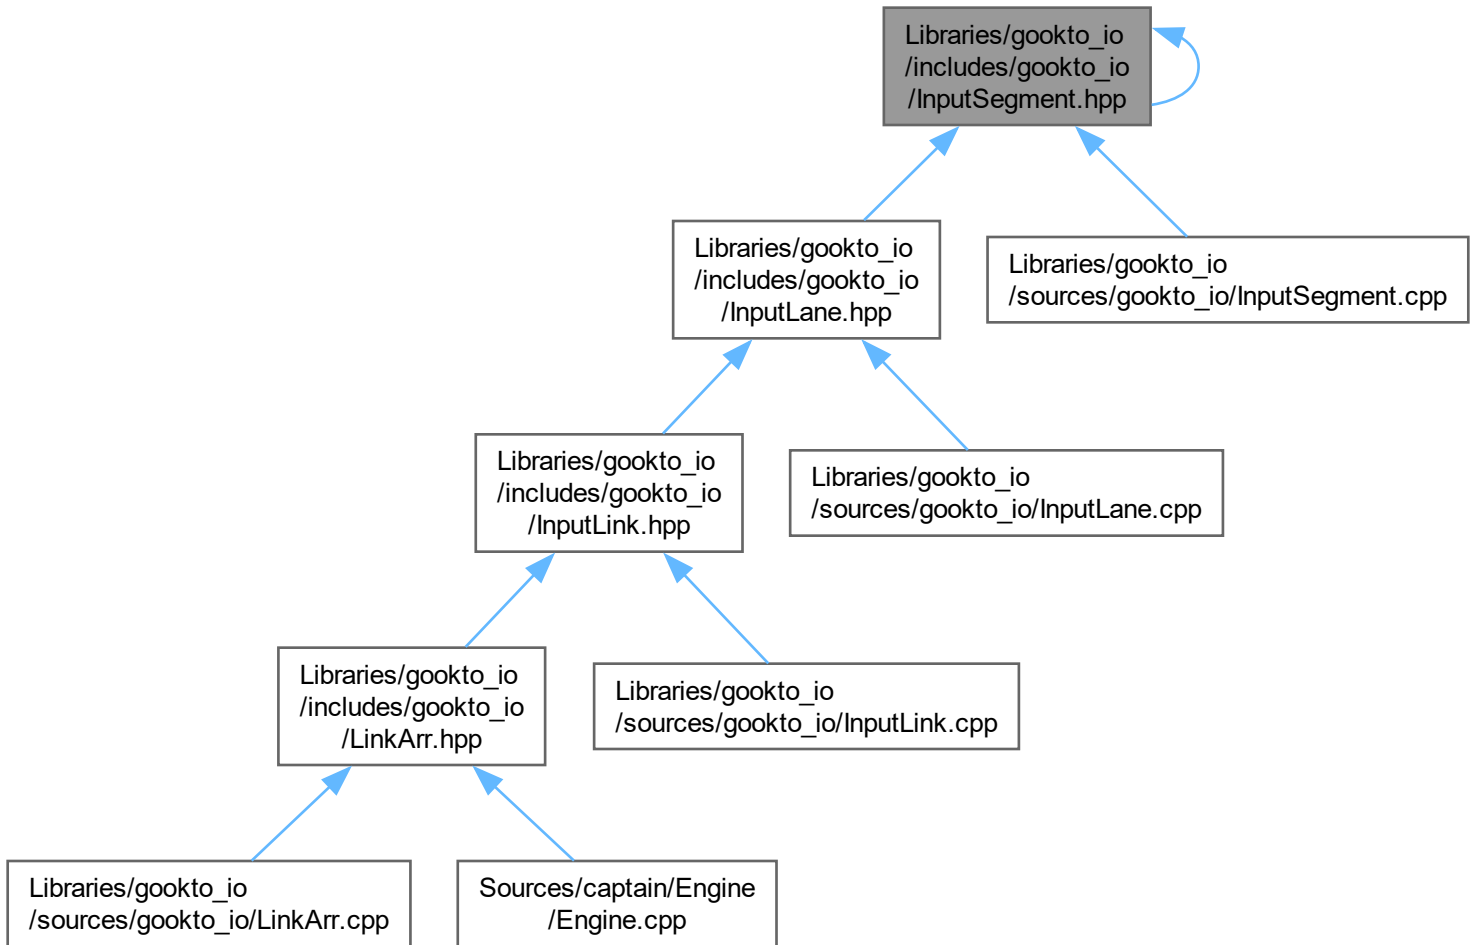 Libraries/gookto_io
/includes/gookto_io
/InputSegment.hpp
Libraries/gookto_io
/includes/gookto_io
/InputLane.hpp
Libraries/gookto_io
/sources/gookto_io/InputSegment.cpp
Libraries/gookto_io
/includes/gookto_io
/InputLink.hpp
Libraries/gookto_io
/sources/gookto_io/InputLane.cpp
Libraries/gookto_io
/includes/gookto_io
/LinkArr.hpp
Libraries/gookto_io
/sources/gookto_io/InputLink.cpp
Libraries/gookto_io
/sources/gookto_io/LinkArr.cpp
Sources/captain/Engine
/Engine.cpp